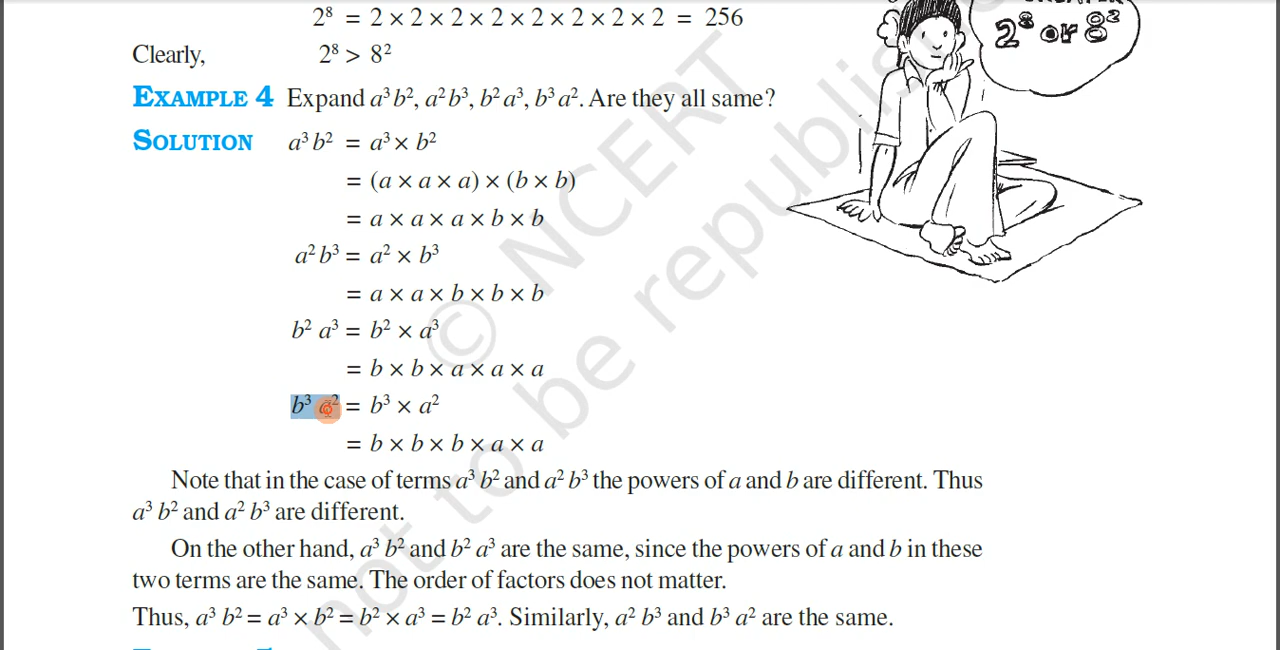 2⁸ = 2 × 2 × 2 × 2 × 2 × 2 × 2 × 2 = 256
2⁸ or 8²
Clearly, 2⁸ > 8²
EXAMPLE 4 Expand a³ b², a² b³, b² a³, b³ a². Are they all same?
SOLUTION a³ b² = a³ × b²
= (a × a × a) × (b × b)
= a × a × a × b × b
a² b³ = a² × b³
= a × a × b × b × b
b² a³ = b² × a³
= b × b × a × a × a
b³ a² = b³ × a²
= b × b × b × a × a
Note that in the case of terms a³ b² and a² b³ the powers of a and b are different. Thus
a³ b² and a² b³ are different.
On the other hand, a³ b² and b² a³ are the same, since the powers of a and b in these
two terms are the same. The order of factors does not matter.
Thus, a³ b² = a³ × b² = b² × a³ = b² a³. Similarly, a² b³ and b³ a² are the same.
© NCERT
not to be republis